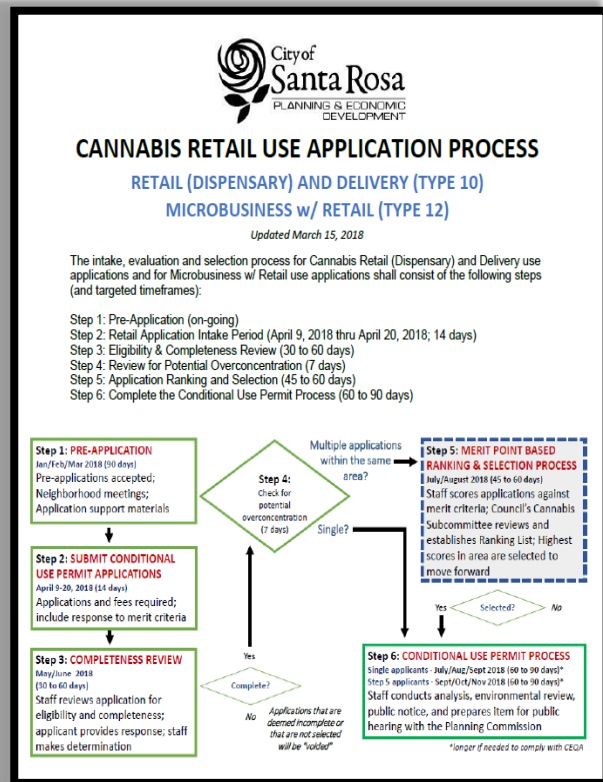 City of
Santa Rosa
PLANNING & ECONOMIC
DEVELOPMENT
CANNABIS RETAIL USE APPLICATION PROCESS
RETAIL (DISPENSARY) AND DELIVERY (TYPE 10)
MICROBUSINESS w/ RETAIL (TYPE 12)
Updated March 15, 2018
The intake, evaluation and selection process for Cannabis Retail (Dispensary) and Delivery use
applications and for Microbusiness w/ Retail use applications shall consist of the following steps
(and targeted timeframes):
Step 1: Pre-Application (on-going)
Step 2: Retail Application Intake Period (April 9, 2018 thru April 20, 2018; 14 days)
Step 3: Eligibility & Completeness Review (30 to 60 days)
Step 4: Review for Potential Overconcentration (7 days)
Step 5: Application Ranking and Selection (45 to 60 days)
Step 6: Complete the Conditional Use Permit Process (60 to 90 days)
Step 1: PRE-APPLICATION
Jan/Feb/Mar 2018 (90 days)
Pre-applications accepted;
Neighborhood meetings;
Application support materials
Step 2: SUBMIT CONDITIONAL
USE PERMIT APPLICATIONS
April 9-20, 2018 (14 days)
Applications and fees required;
include response to merit criteria
Step 3: COMPLETENESS REVIEW
May/June 2018
(30 to 60 days)
Staff reviews application for
eligibility and completeness;
applicant provides response; staff
makes determination
Complete?
Yes
No
Applications that are
deemed incomplete or
that are not selected
will be "voided"
Step 4:
Check for
potential
overconcentration
(7 days)
Multiple applications
within the same
area?
Single?
Step 5: MERIT POINT BASED
RANKING & SELECTION PROCESS
July/August 2018 (45 to 60 days)
Staff scores applications against
merit criteria; Council's Cannabis
Subcommittee reviews and
establishes Ranking List; Highest
scores in area are selected to
move forward
Yes
Selected?
No
Step 6: CONDITIONAL USE PERMIT PROCESS
Single applicants - July/Aug/Sept 2018 (60 to 90 days)*
Step 5 applicants - Sept/Oct/Nov 2018 (60 to 90 days)*
Staff conducts analysis, environmental review,
public notice, and prepares item for public
hearing with the Planning Commission
*longer if needed to comply with CEQA